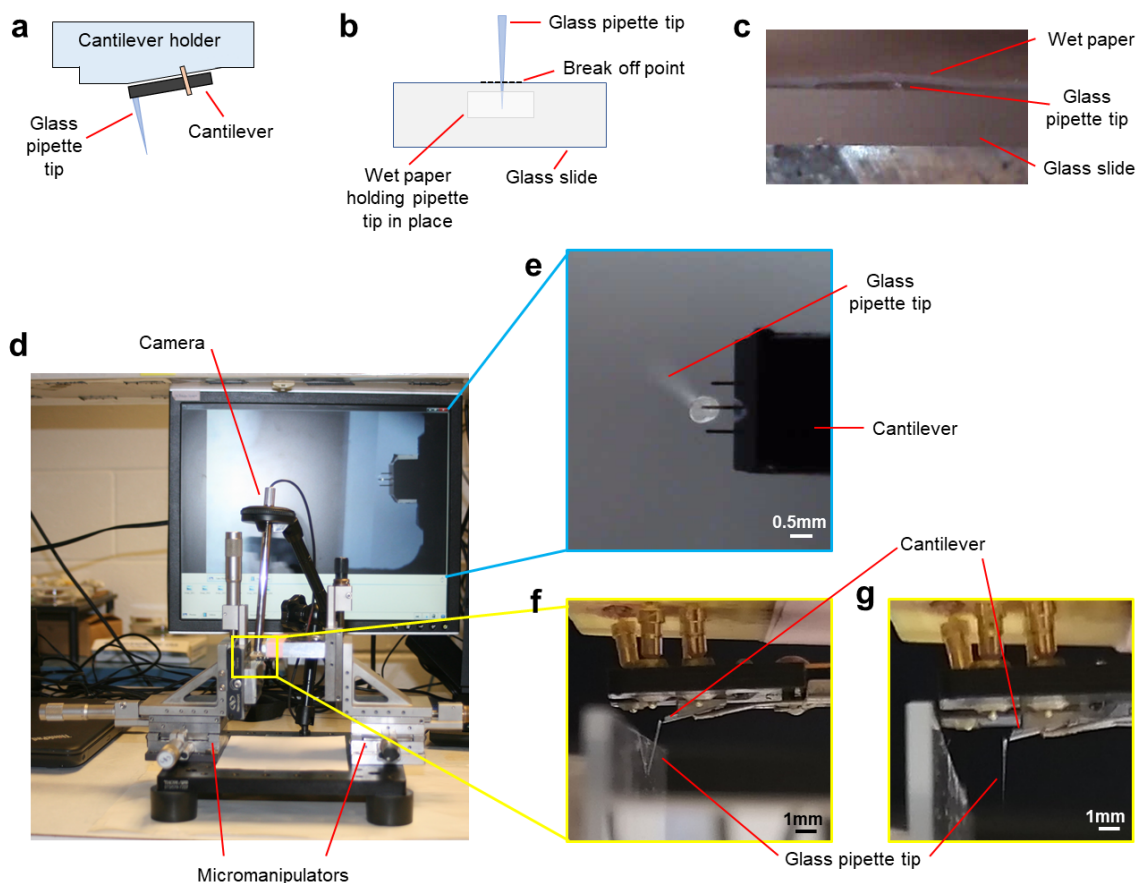 a
Cantilever holder
Glass
pipette
tip
Cantilever
b
Glass pipette tip
Break off point
Wet paper
holding pipette
tip in place
Glass slide
c
Wet paper
Glass
pipette tip
Glass slide
d
Camera
Micromanipulators
e
Glass
pipette tip
Cantilever
0.5mm
Cantilever
f
1mm
g
1mm
Glass pipette tip